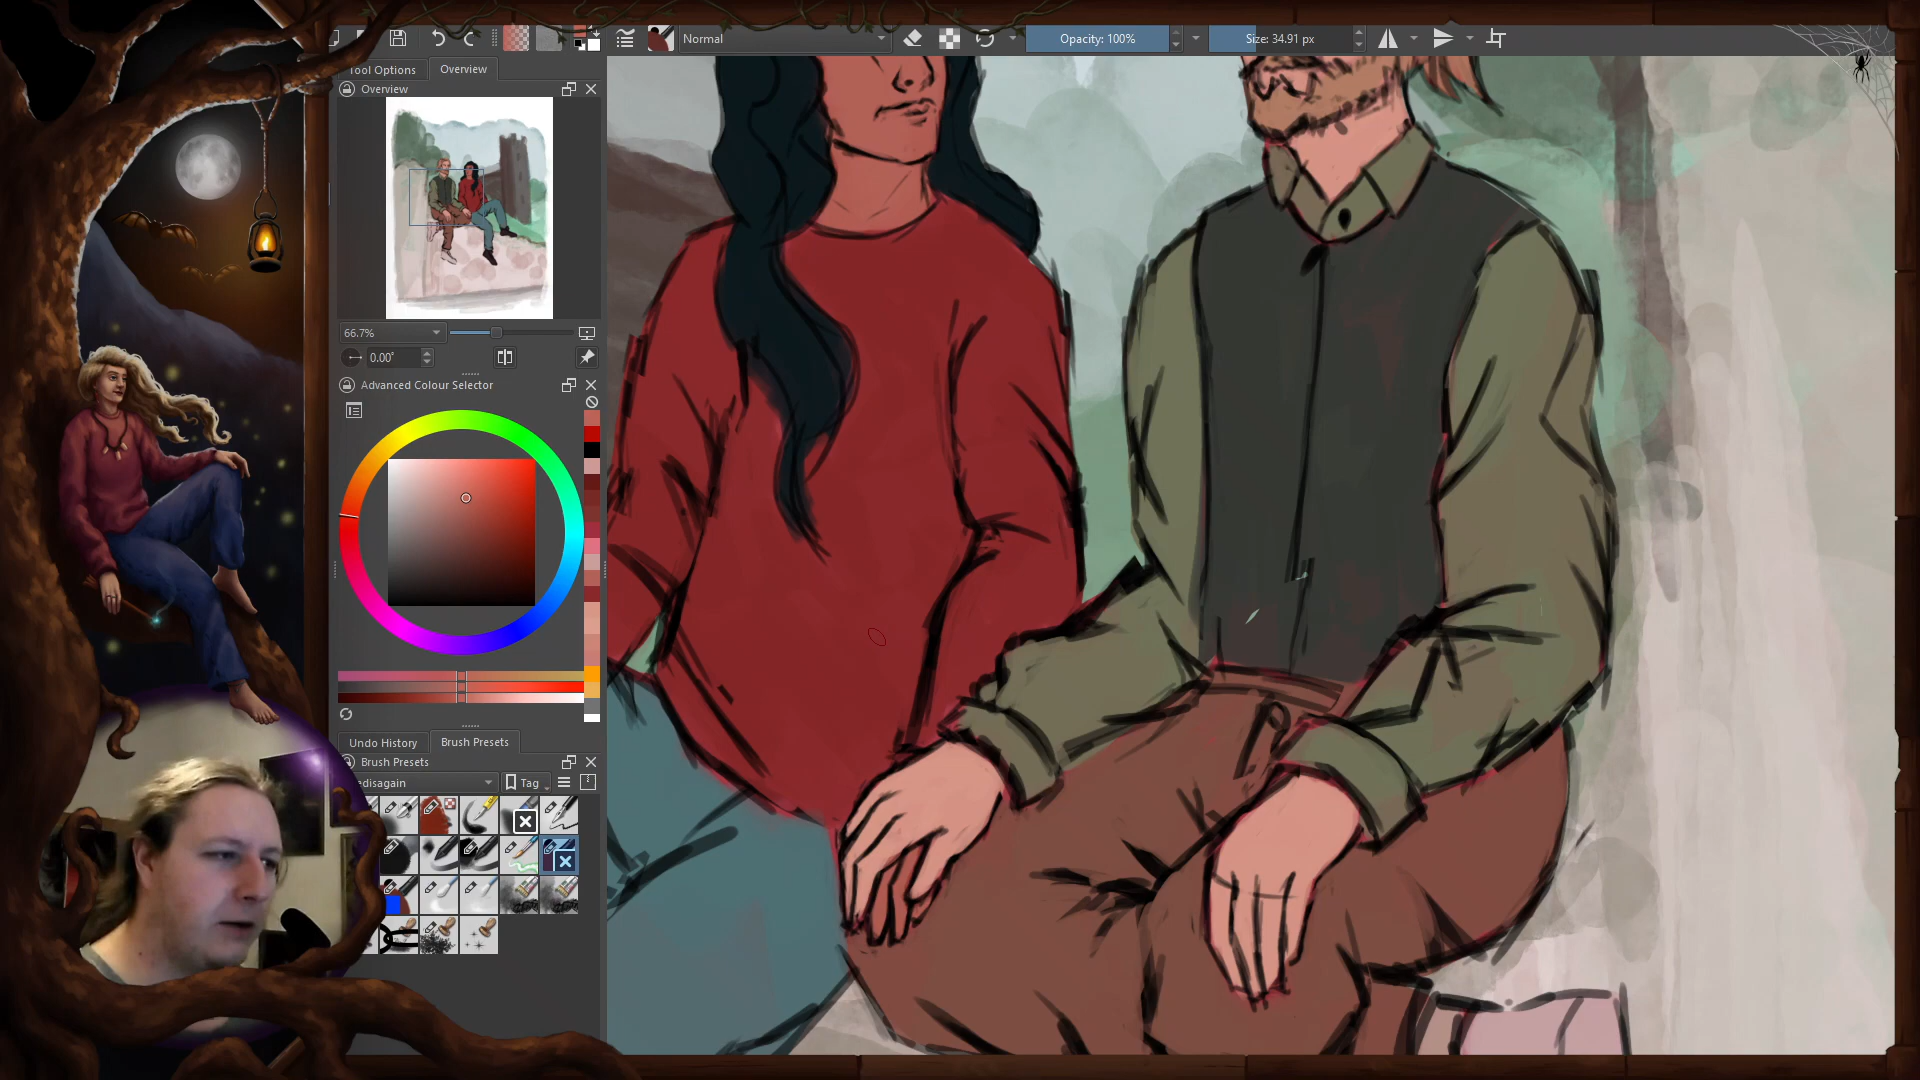 Normal
Opacity: 100%
Size: 34.91 px
Tool Options
Overview
Overview
66.7%
0.00°
Advanced Colour Selector
Undo History
Brush Presets
Brush Presets
disagain
Tag